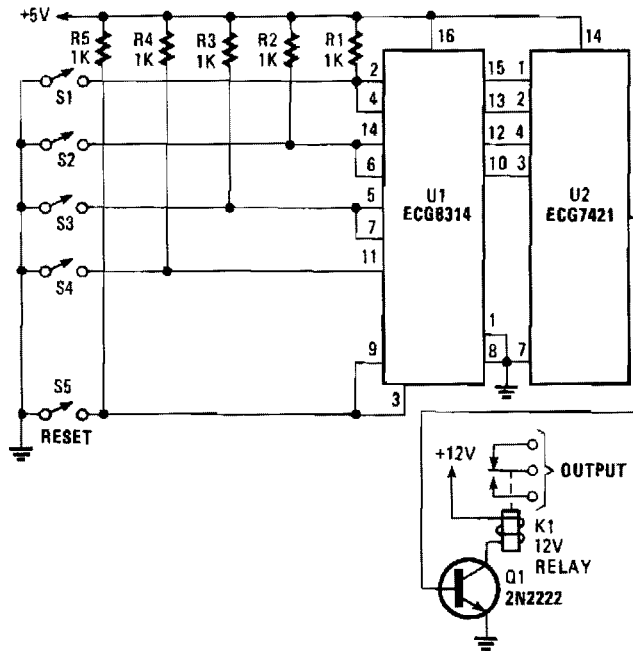 +5V
R5
1K
R4
1K
R3
1K
R2
1K
R1
1K
16
14
S1
2
4
15
1
13
2
S2
14
6
12
4
10
3
U1
ECG8314
U2
ECG7421
S3
5
7
S4
11
1
9
8
7
S5
RESET
3
+12V
OUTPUT
K1
12V
RELAY
Q1
2N2222